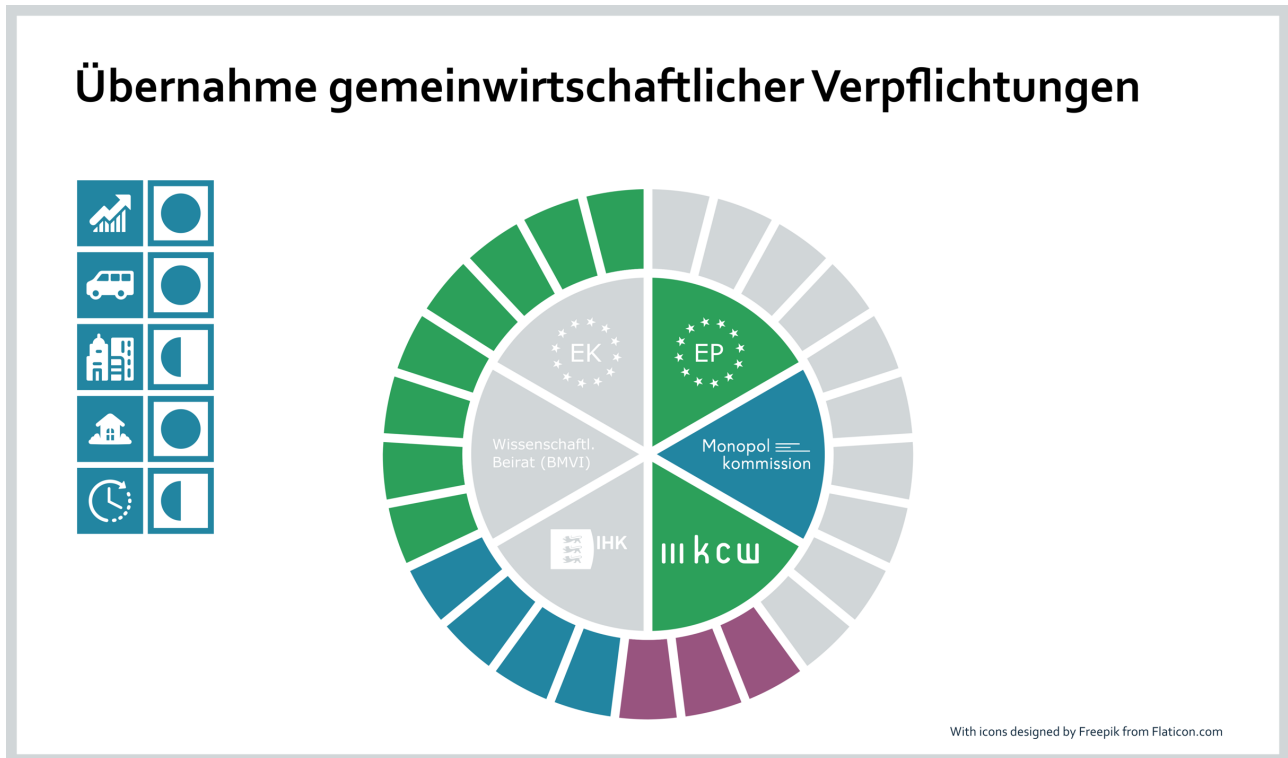 Übernahme gemeinwirtschaftlicher Verpflichtungen
EK
EP
Wissenschaftl.
Beirat (BMVI)
Monopol
kommission
IHK
kcw
With icons designed by Freepik from Flaticon.com